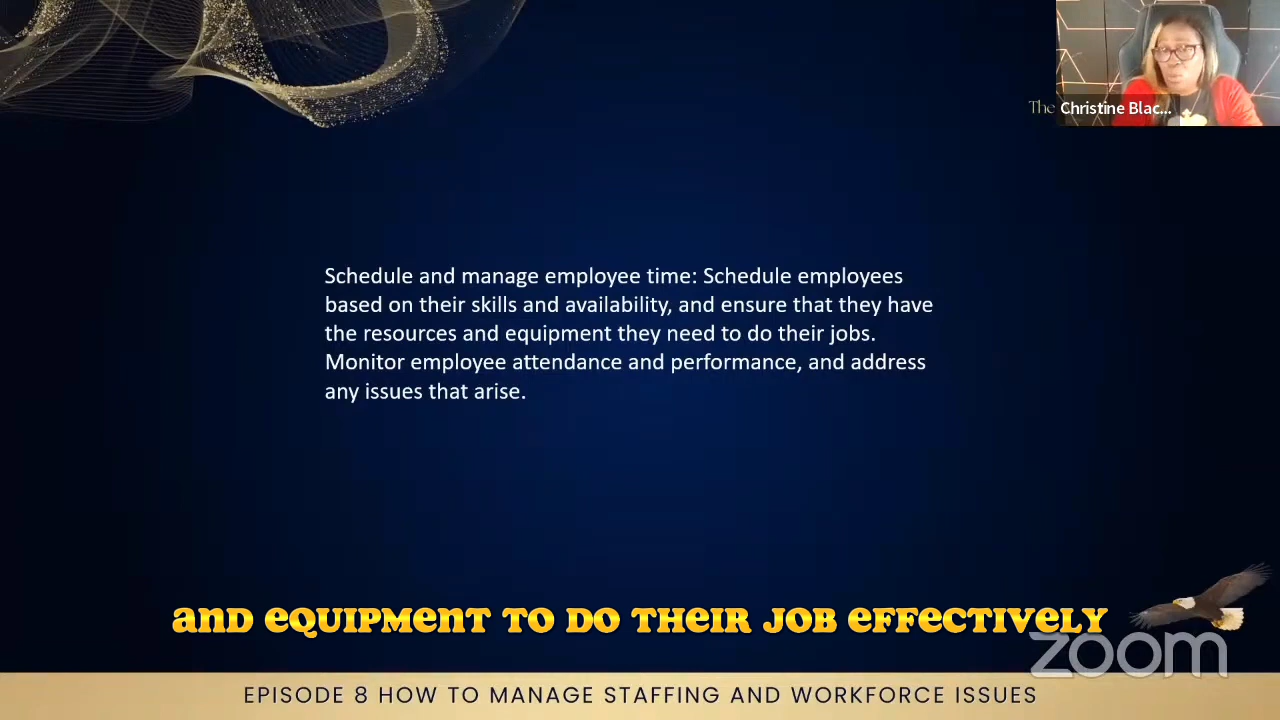 The
Christine Blac...
Schedule and manage employee time: Schedule employees
based on their skills and availability, and ensure that they have
the resources and equipment they need to do their jobs.
Monitor employee attendance and performance, and address
any issues that arise.
AND EQUIPMENT TO DO THEIR JOB EFFECTIVELY
zoom
EPISODE 8 HOW TO MANAGE STAFFING AND WORKFORCE ISSUES